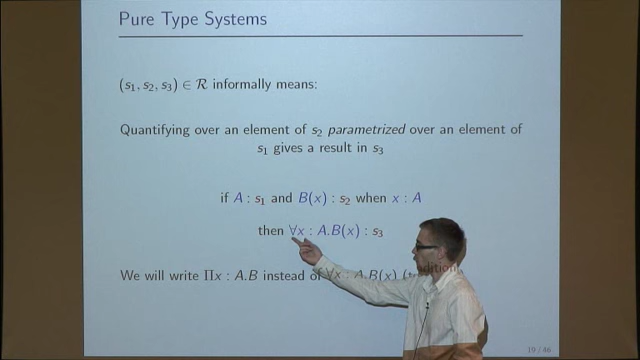 Pure Type Systems
(s₁, s₂, s₃) ∈ ℛ informally means:
Quantifying over an element of s₂ parametrized over an element of
s₁ gives a result in s₃
if A : s₁ and B(x) : s₂ when x : A
then ∀x : A.B(x) : s₃
We will write Πx : A.B instead of ∀x : A.B(x)
19 / 46